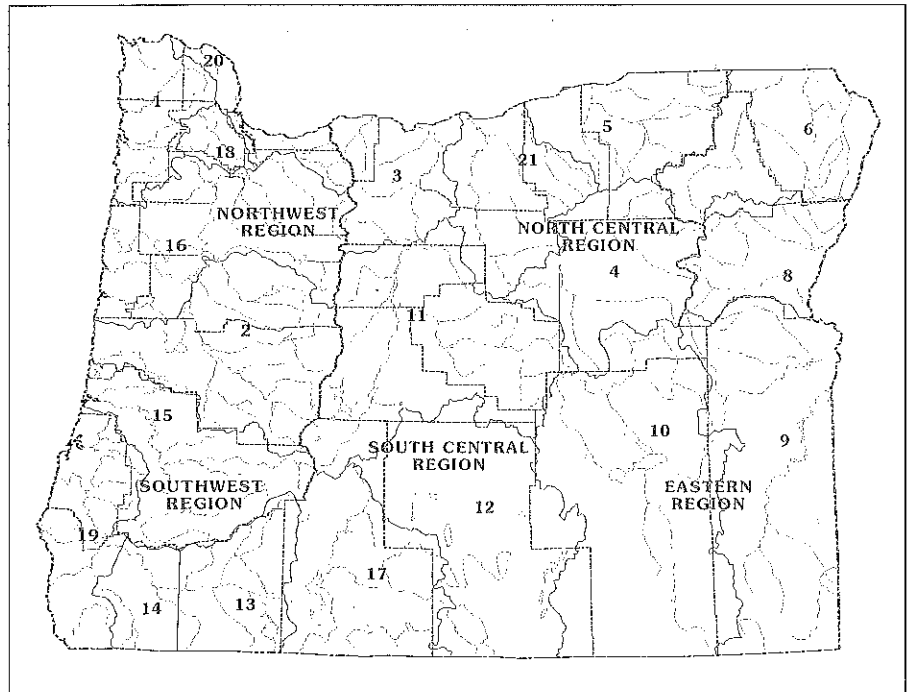 20
1
5
6
18
21
3
NORTHWEST
REGION
NORTH CENTRAL
REGION
16
4
8
11
2
15
10
9
SOUTH CENTRAL
REGION
SOUTHWEST
REGION
EASTERN
REGION
12
19
17
14
13